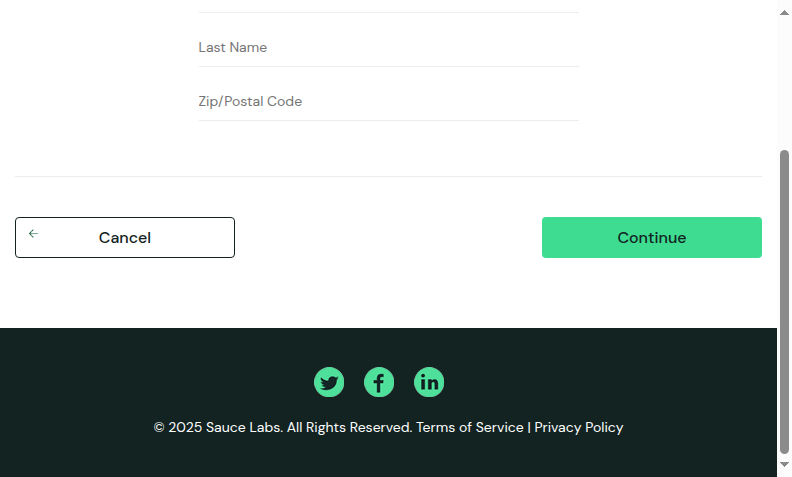 Last Name
Zip/Postal Code
Cancel
Continue
© 2025 Sauce Labs. All Rights Reserved. Terms of Service | Privacy Policy